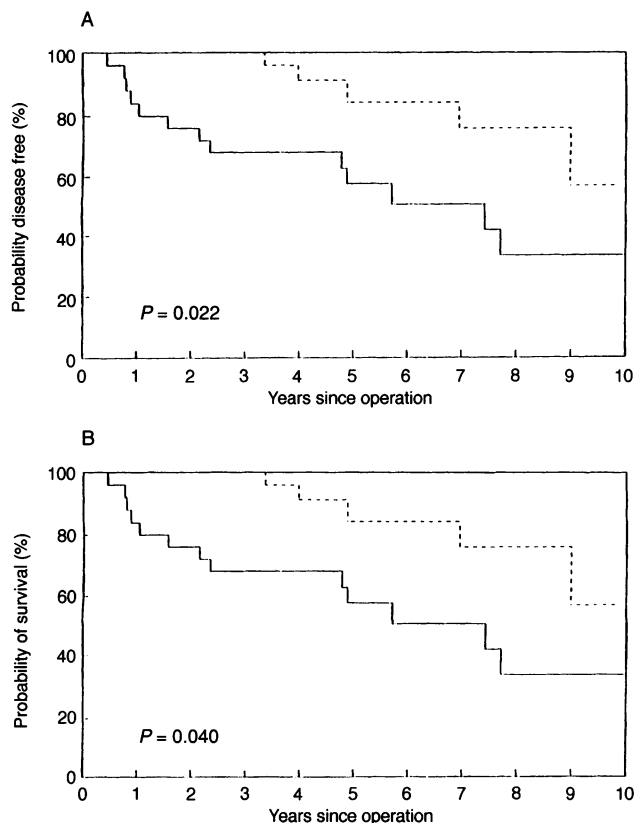 A
Probability disease free (%)
100
80
60
40
20
0
P = 0.022
0 1 2 3 4 5 6 7 8 9 10
Years since operation
B
Probability of survival (%)
100
80
60
40
20
0
P = 0.040
0 1 2 3 4 5 6 7 8 9 10
Years since operation